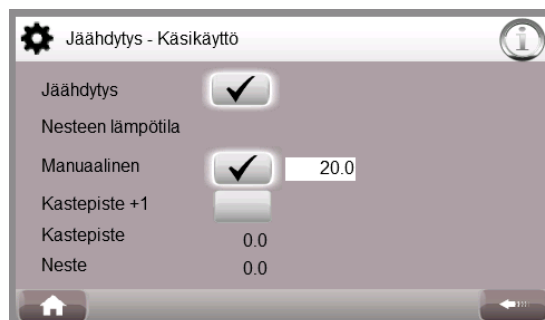 Jäähdytys - Käsikäyttö
Jäähdytys
Nesteen lämpötila
Manuaalinen 20.0
Kastepiste +1
Kastepiste 0.0
Neste 0.0